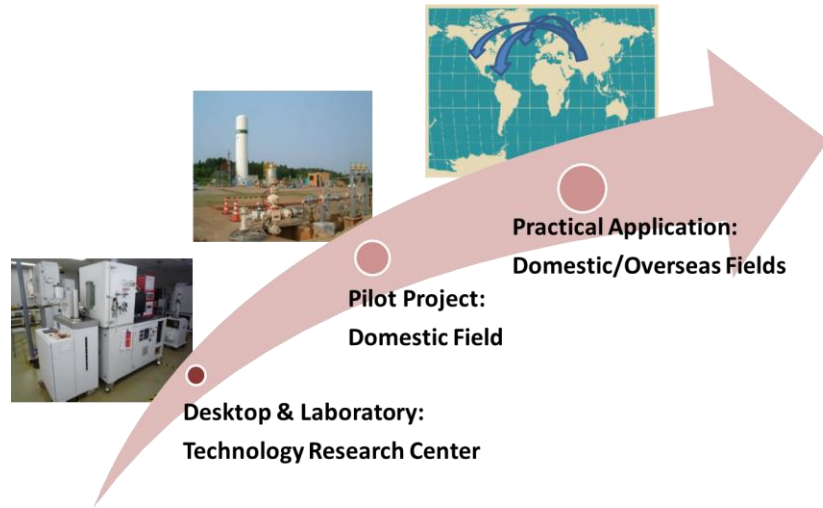 Practical Application:
Domestic/Overseas Fields
Pilot Project:
Domestic Field
Desktop & Laboratory:
Technology Research Center